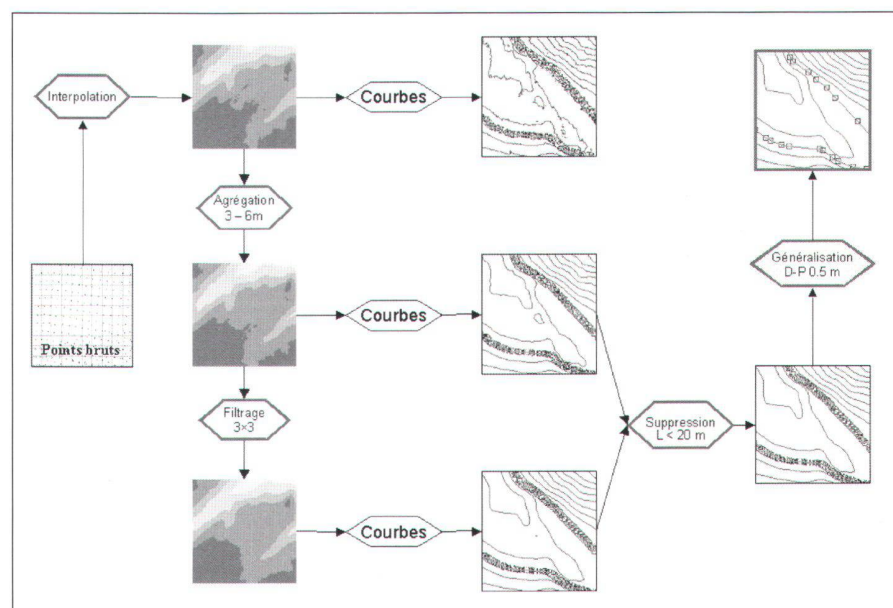 Interpolation
Courbes
Agrégation
3 – 6m
Points bruts
Courbes
Généralisation
D-P 0.5 m
Filtrage
3×3
Suppression
L < 20 m
Courbes